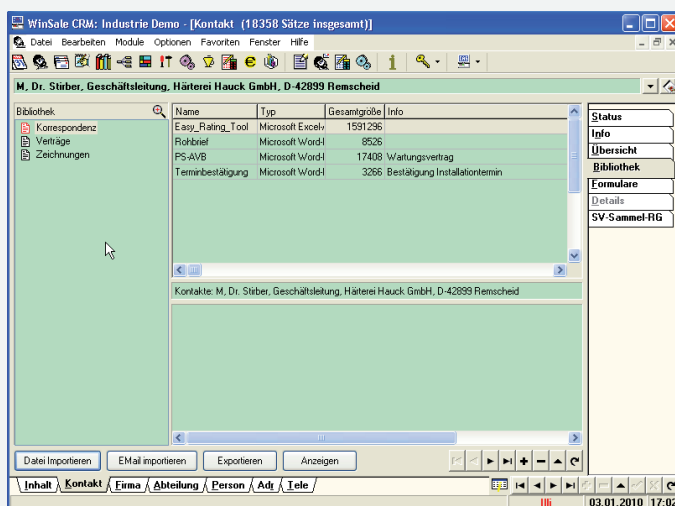 WinSale CRM: Industrie Demo - [Kontakt (18358 Sätze insgesamt)]
Datei Bearbeiten Module Optionen Favoriten Fenster Hilfe
M, Dr. Stirber, Geschäftsleitung, Härterei Hauck GmbH, D-42899 Remscheid
Bibliothek
Korrespondenz
Verträge
Zeichnungen
Name Typ Gesamtgröße Info
Easy_Rating_Tool Microsoft Excelv 1591296
Rohbrief Microsoft Word-l 8526
PS-AVB Microsoft Word-l 17408 Wartungsvertrag
Terminbestätigung Microsoft Word-l 3266 Bestätigung Installationtermin
Kontakte: M, Dr. Stirber, Geschäftsleitung, Härterei Hauck GmbH, D-42899 Remscheid
Status
Info
Übersicht
Bibliothek
Formulare
Details
SV-Sammel-RG
Datei Importieren EMail importieren Exportieren Anzeigen
Inhalt Kontakt Firma Abteilung Person Adr Tele
Ulli 03.01.2010 17:02